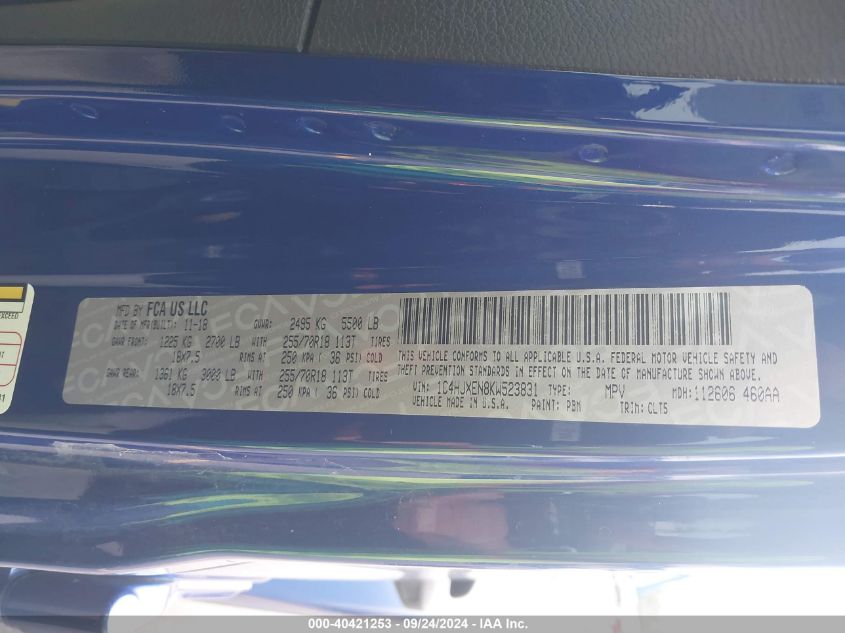 EXCEED
MFG BY FCA US LLC
DATE OF MFG(BUILT): 11-18 GVWR: 2495 KG 5500 LB
GAWR FRONT: 1225 KG 2700 LB WITH 255/70R18 113T TIRES
18X7.5 RIMS AT 250 KPA ( 36 PSI) COLD
GAWR REAR: 1361 KG 3000 LB WITH 255/70R18 113T TIRES
18X7.5 RIMS AT 250 KPA ( 36 PSI) COLD
THIS VEHICLE CONFORMS TO ALL APPLICABLE U.S.A. FEDERAL MOTOR VEHICLE SAFETY AND
THEFT PREVENTION STANDARDS IN EFFECT ON THE DATE OF MANUFACTURE SHOWN ABOVE.
VIN: 1C4HJXEN8KW523831 TYPE: MPV MDH: 112606 460AA
VEHICLE MADE IN U.S.A. PAINT: PBM TRIM: CLT5
000 - 40421253 - 09/24/2024 - IAA Inc.